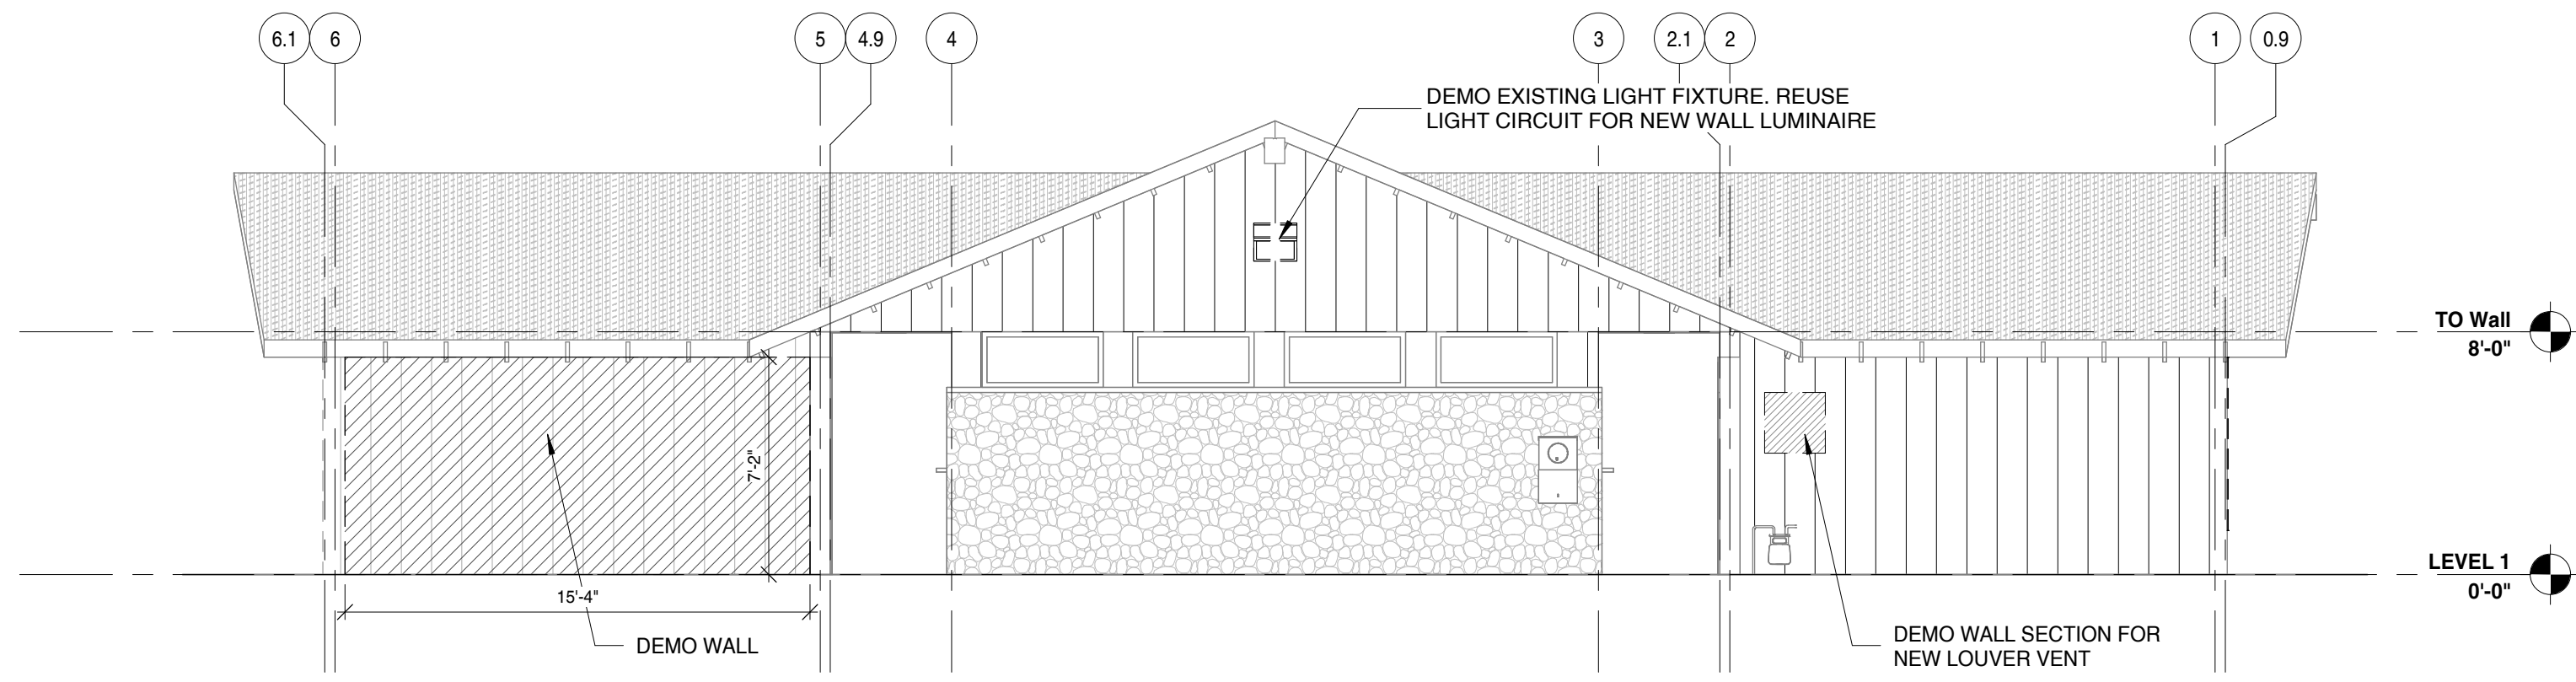 6.1
6
5
4.9
4
3
2.1
2
1
0.9
DEMO EXISTING LIGHT FIXTURE. REUSE
LIGHT CIRCUIT FOR NEW WALL LUMINAIRE
TO Wall
8'-0"
7'-2"
LEVEL 1
0'-0"
15'-4"
DEMO WALL
DEMO WALL SECTION FOR
NEW LOUVER VENT